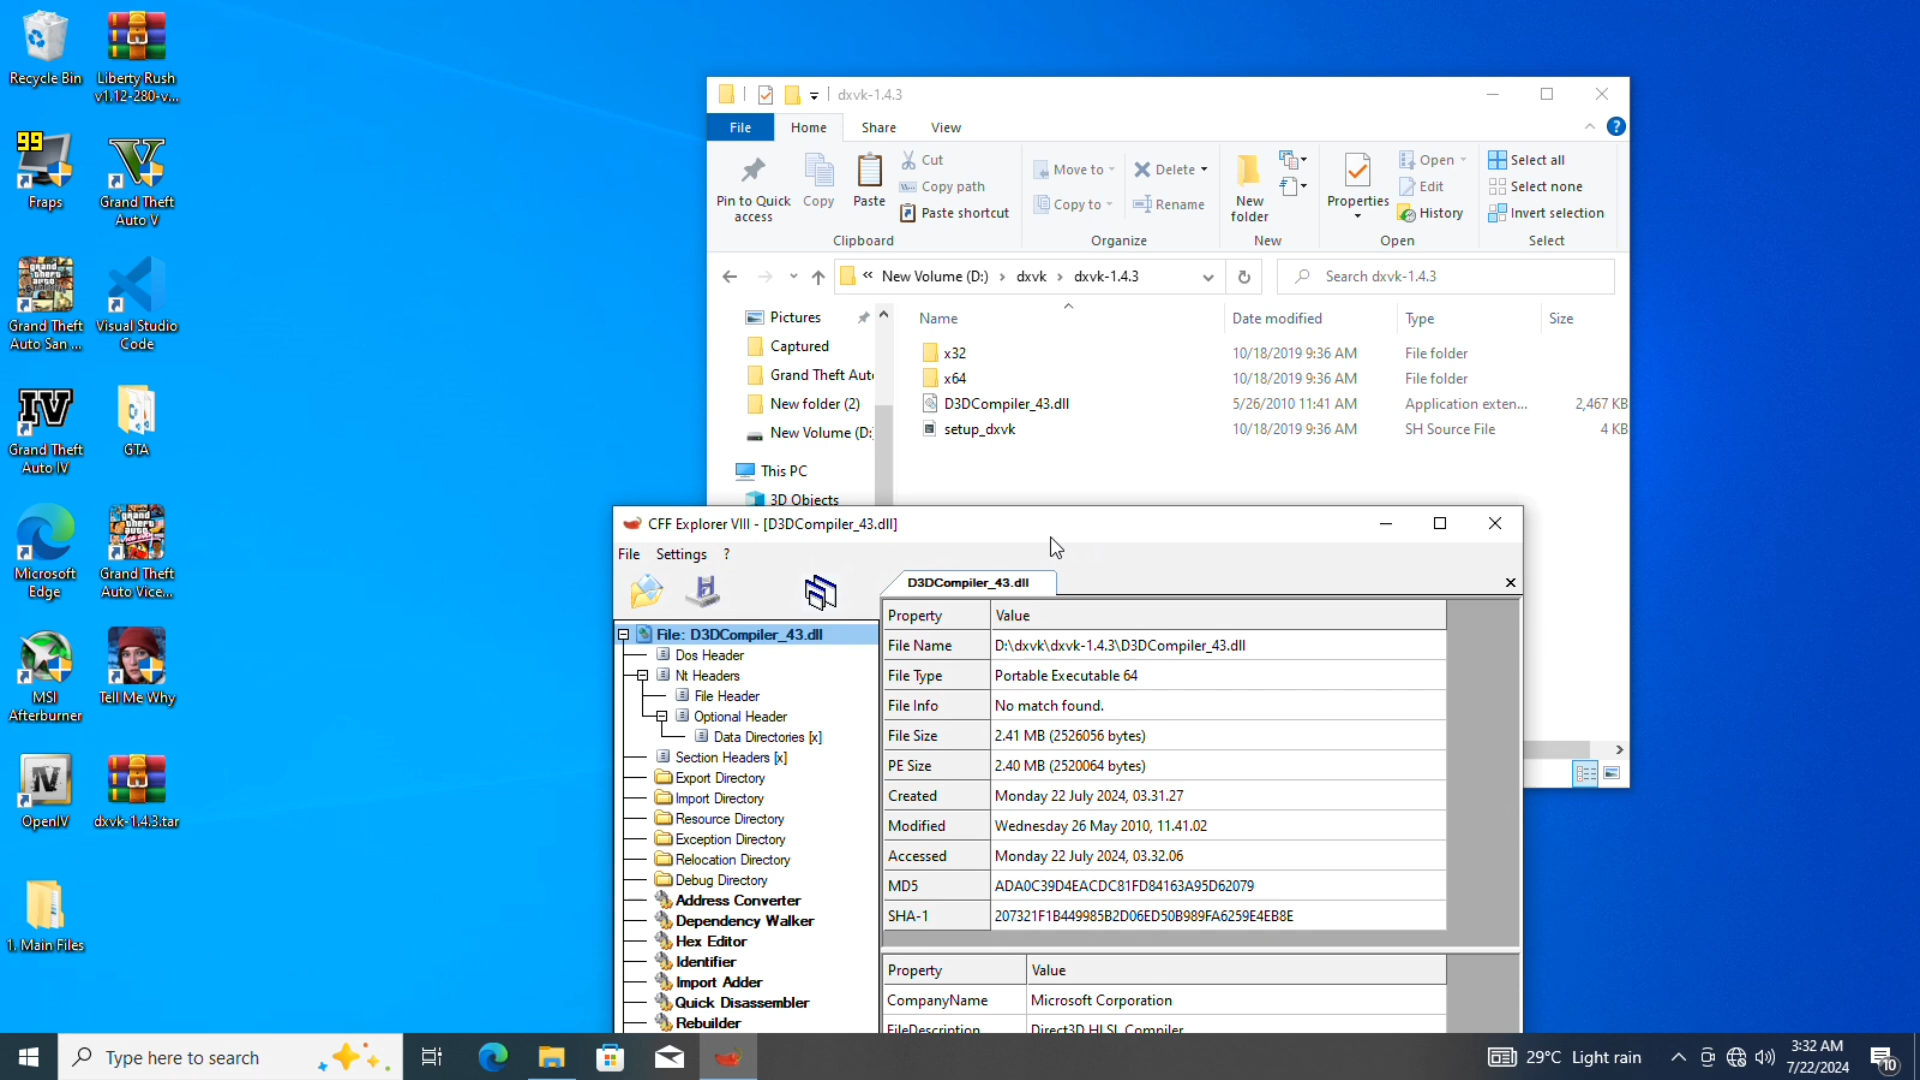 Recycle Bin
Liberty Rush
v1.12-280-v...
99
Fraps
Grand Theft
Auto V
Grand Theft
Auto San ...
Visual Studio
Code
IV
Grand Theft
Auto IV
GTA
Microsoft
Edge
Grand Theft
Auto Vice...
MSI
Afterburner
Tell Me Why
OpenIV
dxvk-1.4.3.tar
1. Main Files
dxvk-1.4.3
File
Home
Share
View
Pin to Quick
access
Copy
Paste
Cut
Copy path
Paste shortcut
Clipboard
Move to
Copy to
Delete
Rename
Organize
New
folder
New
Properties
Open
Edit
History
Open
Select all
Select none
Invert selection
Select
« New Volume (D:) › dxvk › dxvk-1.4.3
Search dxvk-1.4.3
Pictures
Captured
Grand Theft Aut
New folder (2)
New Volume (D:
This PC
3D Objects
Name Date modified Type Size
x32 10/18/2019 9:36 AM File folder
x64 10/18/2019 9:36 AM File folder
D3DCompiler_43.dll 5/26/2010 11:41 AM Application exten... 2,467 KB
setup_dxvk 10/18/2019 9:36 AM SH Source File 4 KB
CFF Explorer VIII - [D3DCompiler_43.dll]
File Settings ?
D3DCompiler_43.dll
File: D3DCompiler_43.dll
Dos Header
Nt Headers
File Header
Optional Header
Data Directories [x]
Section Headers [x]
Export Directory
Import Directory
Resource Directory
Exception Directory
Relocation Directory
Debug Directory
Address Converter
Dependency Walker
Hex Editor
Identifier
Import Adder
Quick Disassembler
Rebuilder
Property Value
File Name D:\dxvk\dxvk-1.4.3\D3DCompiler_43.dll
File Type Portable Executable 64
File Info No match found.
File Size 2.41 MB (2526056 bytes)
PE Size 2.40 MB (2520064 bytes)
Created Monday 22 July 2024, 03.31.27
Modified Wednesday 26 May 2010, 11.41.02
Accessed Monday 22 July 2024, 03.32.06
MD5 ADA0C39D4EACDC81FD84163A95D62079
SHA-1 207321F1B449985B2D06ED50B989FA6259E4EB8E
Property Value
CompanyName Microsoft Corporation
FileDescription Direct3D HLSL Compiler
Type here to search
29°C Light rain
3:32 AM
7/22/2024
10